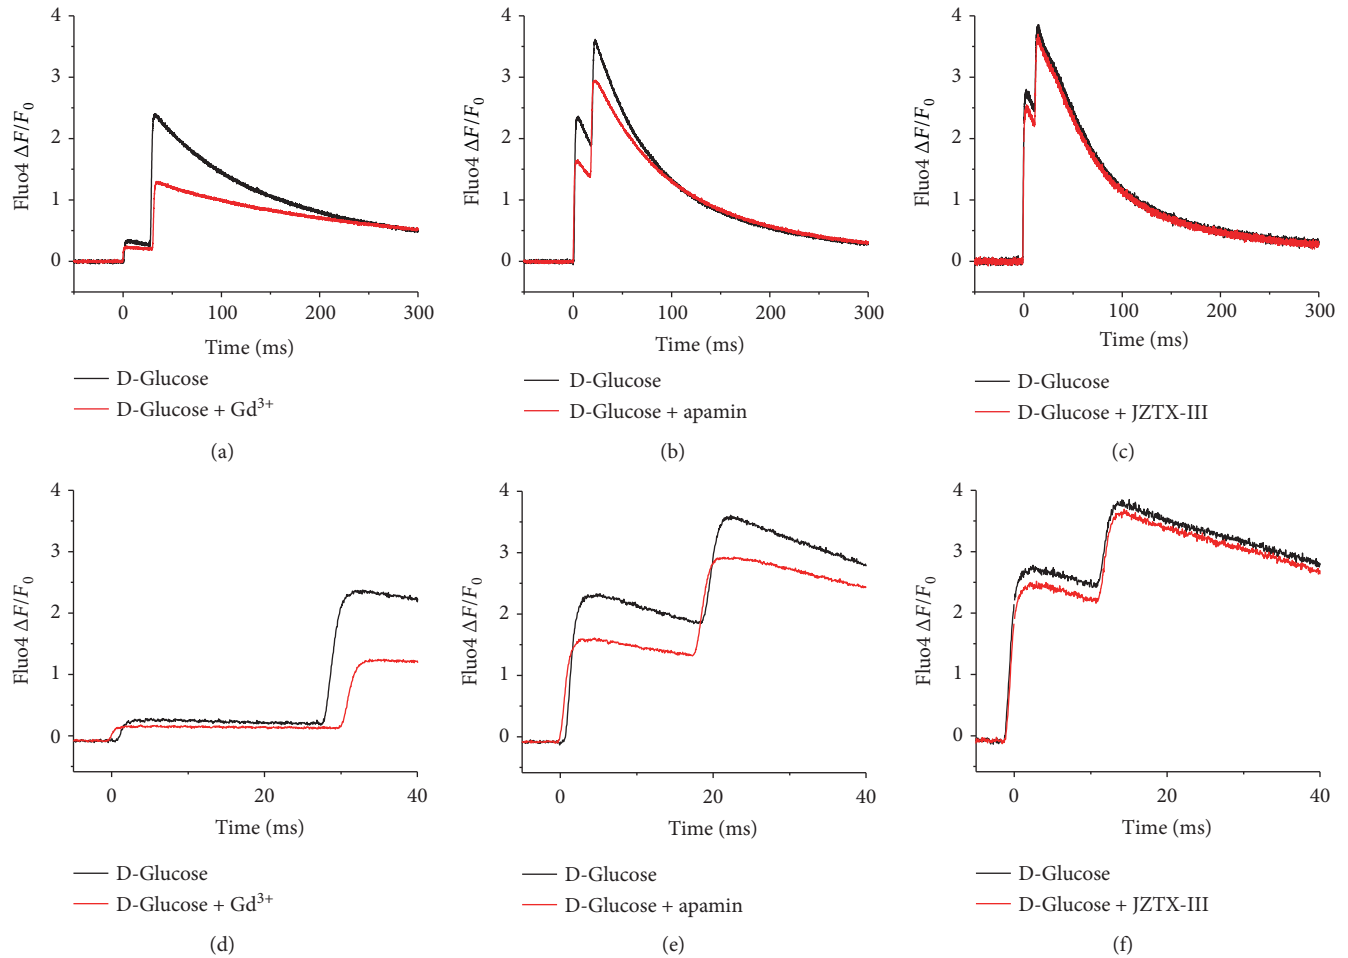 4
3
2
1
0
Fluo4 ΔF/F₀
0 100 200 300
Time (ms)
D-Glucose
D-Glucose + Gd³⁺
(a)
4
3
2
1
0
Fluo4 ΔF/F₀
0 100 200 300
Time (ms)
D-Glucose
D-Glucose + apamin
(b)
4
3
2
1
0
Fluo4 ΔF/F₀
0 100 200 300
Time (ms)
D-Glucose
D-Glucose + JZTX-III
(c)
4
3
2
1
0
Fluo4 ΔF/F₀
0 20 40
Time (ms)
D-Glucose
D-Glucose + Gd³⁺
(d)
4
3
2
1
0
Fluo4 ΔF/F₀
0 20 40
Time (ms)
D-Glucose
D-Glucose + apamin
(e)
4
3
2
1
0
Fluo4 ΔF/F₀
0 20 40
Time (ms)
D-Glucose
D-Glucose + JZTX-III
(f)